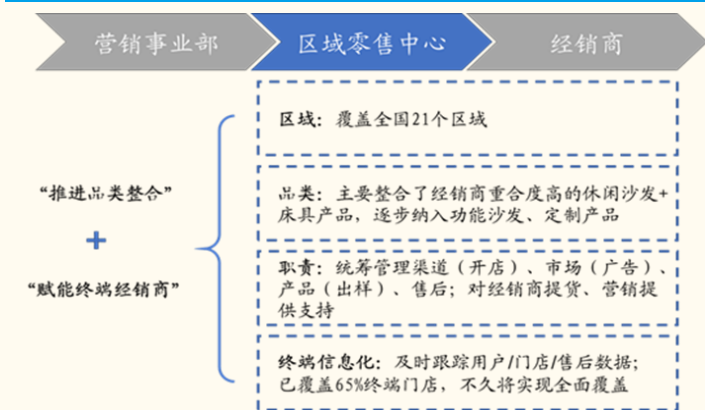 营销事业部
区域零售中心
经销商
区域：覆盖全国21个区域
“推进品类整合”
+
“赋能终端经销商”
品类：主要整合了经销商重合度高的休闲沙发+
床具产品，逐步纳入功能沙发、定制产品
职责：统筹管理渠道（开店）、市场（广告）、
产品（出样）、售后；对经销商提货、营销提
供支持
终端信息化：及时跟踪用户/门店/售后数据；
已覆盖65%终端门店，不久将实现全面覆盖